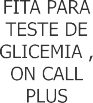 FITA PARA
TESTE DE
GLICEMIA ,
ON CALL
PLUS